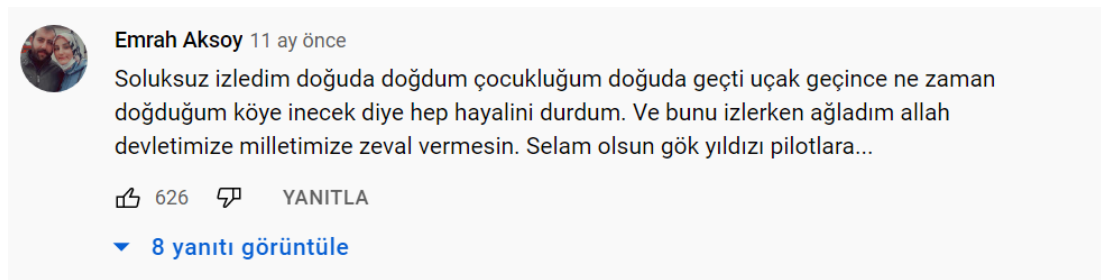 Emrah Aksoy 11 ay önce
Soluksuz izledim doğuda doğdum çocukluğum doğuda geçti uçak geçince ne zaman
doğduğum köye inecek diye hep hayalini durdum. Ve bunu izlerken ağladım allah
devletimize milletimize zeval vermesin. Selam olsun gök yıldızı pilotlara...
626 YANITLA
8 yanıtı görüntüle